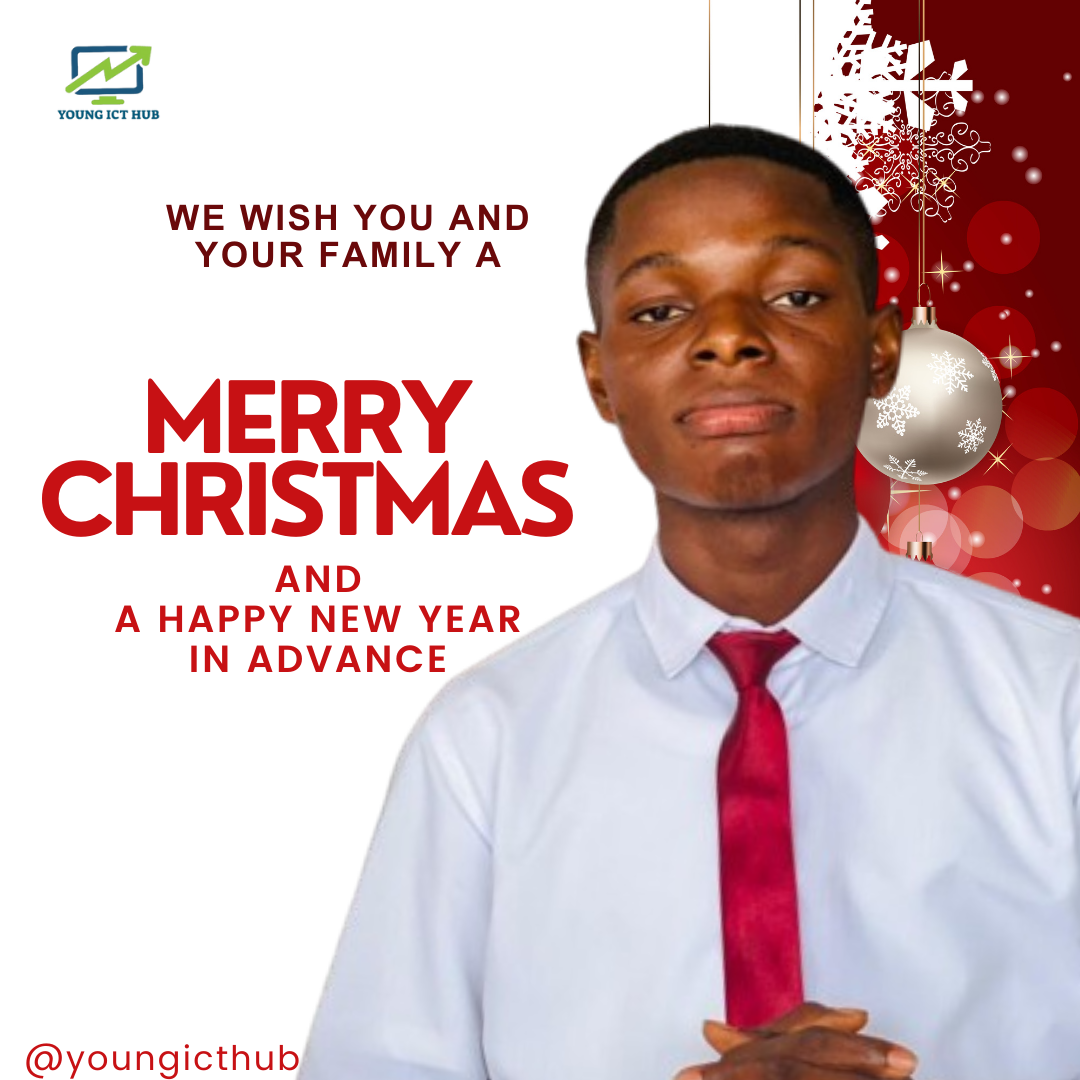 YOUNG ICT HUB
WE WISH YOU AND
YOUR FAMILY A
MERRY
CHRISTMAS
AND
A HAPPY NEW YEAR
IN ADVANCE
@youngicthub